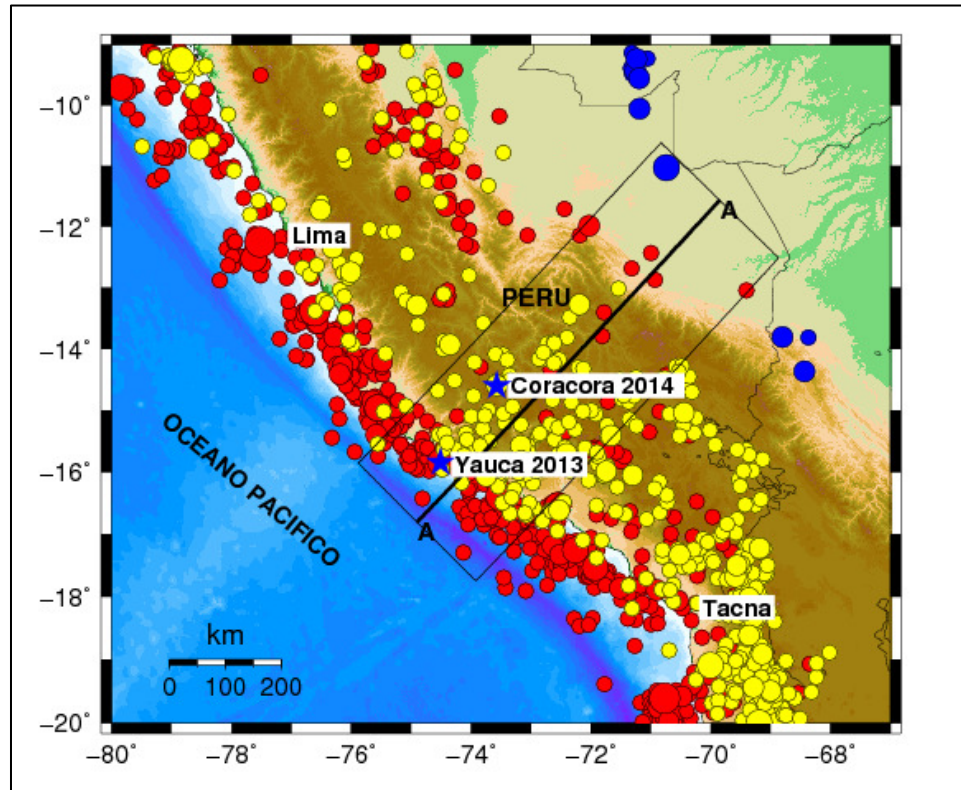 −10°
−12°
−14°
−16°
−18°
−20°
−80°
−78°
−76°
−74°
−72°
−70°
−68°
Lima
A
PERU
Coracora 2014
Yauca 2013
OCEANO PACIFICO
A
Tacna
km
0 100 200